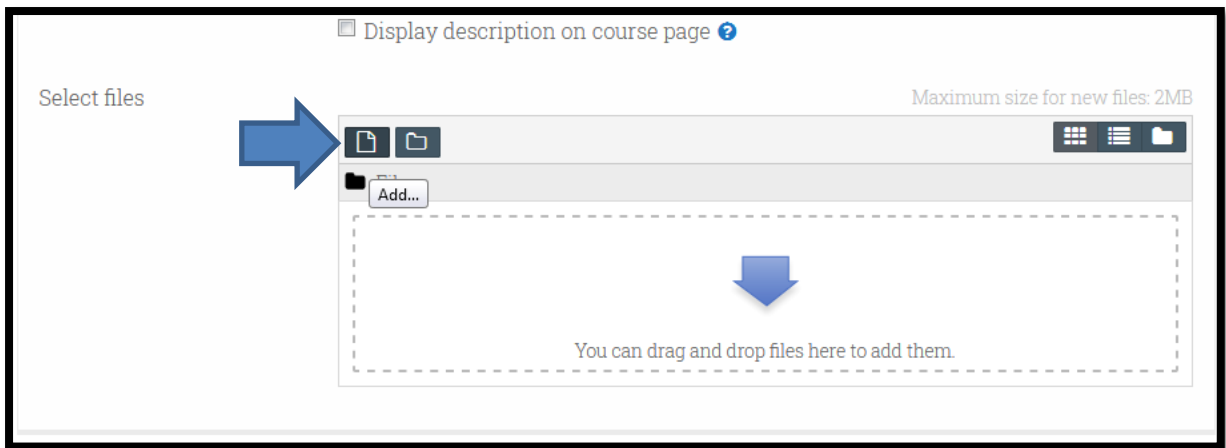 Display description on course page
Select files
Maximum size for new files: 2MB
Add...
You can drag and drop files here to add them.